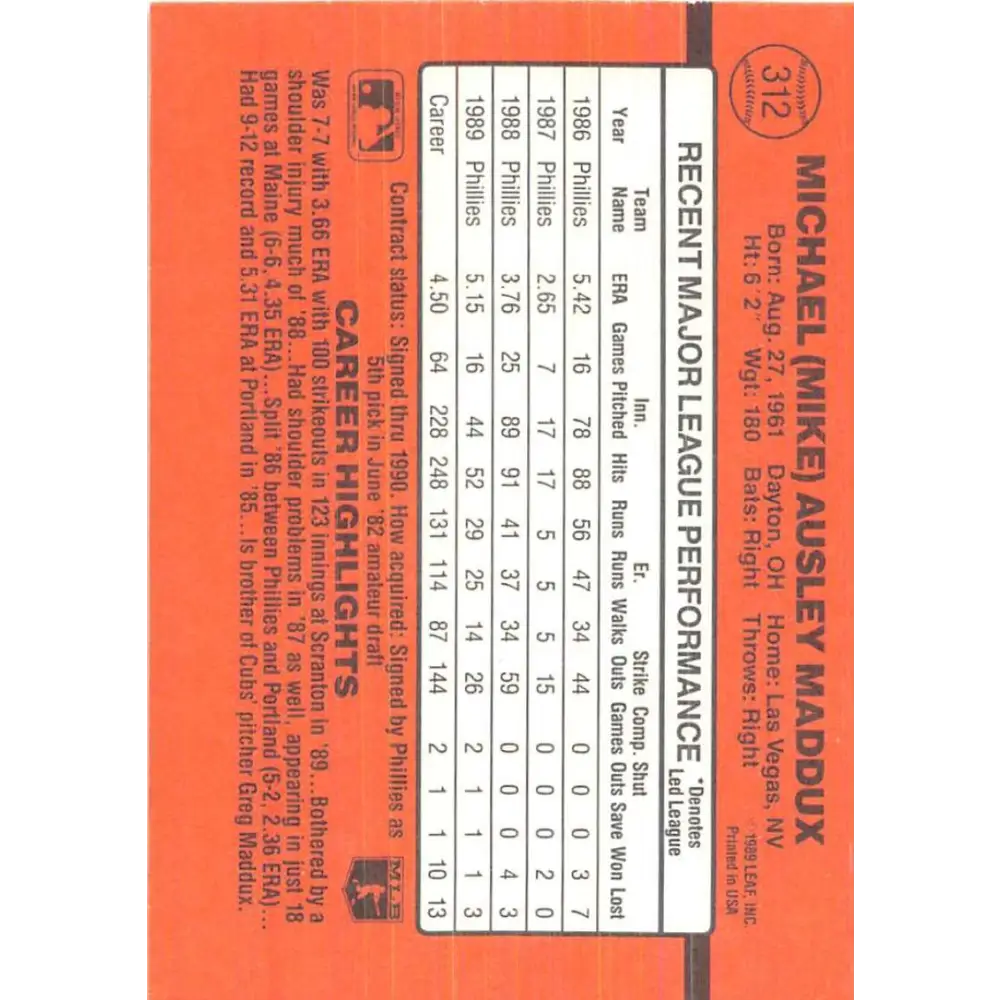 312
MICHAEL (MIKE) AUSLEY MADDUX
Born: Aug. 27, 1961 Dayton, OH Home: Las Vegas, NV
Ht: 6´2˝ Wgt: 180 Bats: Right Throws: Right
© 1989 LEAF, INC.
Printed in USA
RECENT MAJOR LEAGUE PERFORMANCE *Denotes
Led League
Team Inn. Er. Strike Comp. Shut
Year Name ERA Games Pitched Hits Runs Runs Walks Outs Games Outs Save Won Lost
1986 Phillies 5.42 16 78 88 56 47 34 44 0 0 0 3 7
1987 Phillies 2.65 7 17 17 5 5 5 15 0 0 0 2 0
1988 Phillies 3.76 25 89 91 41 37 34 59 0 0 0 4 3
1989 Phillies 5.15 16 44 52 29 25 14 26 2 1 1 1 3
Career 4.50 64 228 248 131 114 87 144 2 1 1 10 13
Contract status: Signed thru 1990. How acquired: Signed by Phillies as
5th pick in June '82 amateur draft
MLB
CAREER HIGHLIGHTS
Was 7-7 with 3.66 ERA with 100 strikeouts in 123 innings at Scranton in '89...Bothered by a
shoulder injury much of '88...Had shoulder problems in '87 as well, appearing in just 18
games at Maine (6-6, 4.35 ERA)...Split '86 between Phillies and Portland (5-2, 2.36 ERA)...
Had 9-12 record and 5.31 ERA at Portland in '85...Is brother of Cubs' pitcher Greg Maddux.